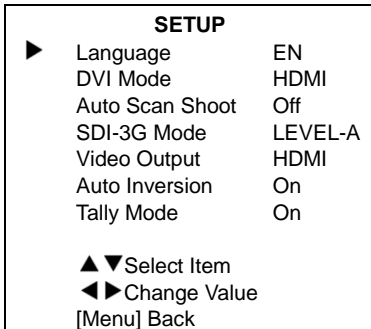 SETUP
▶ Language EN
DVI Mode HDMI
Auto Scan Shoot Off
SDI-3G Mode LEVEL-A
Video Output HDMI
Auto Inversion On
Tally Mode On
▲▼Select Item
◀▶Change Value
[Menu] Back